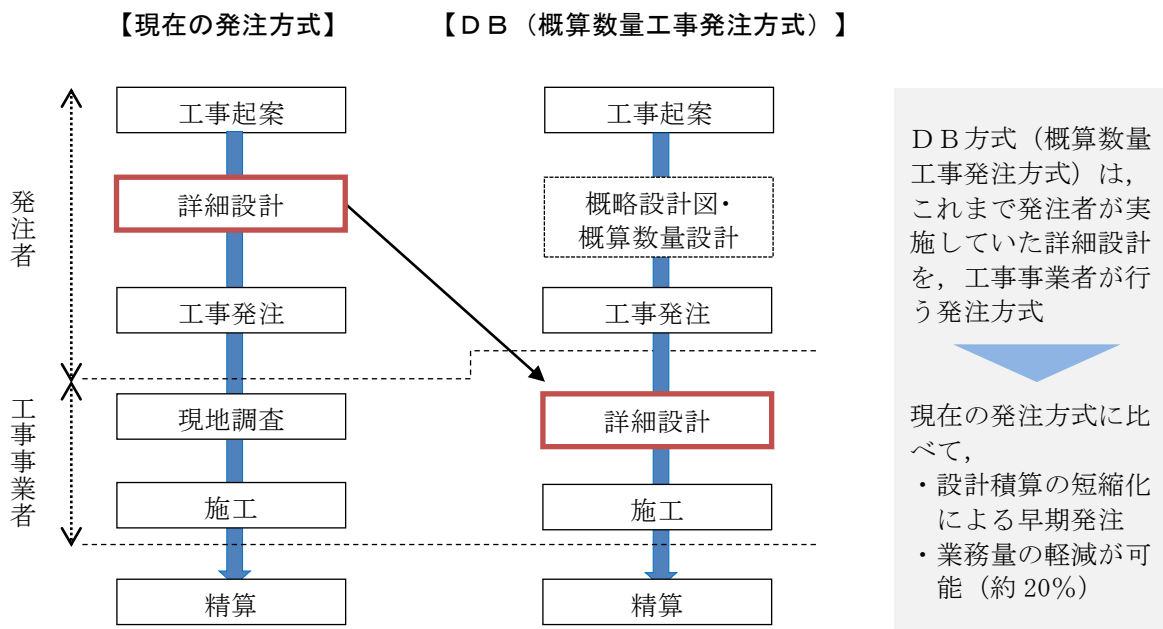 【現在の発注方式】
【ＤＢ（概算数量工事発注方式）】
発注者
工事事業者
工事起案
詳細設計
工事発注
現地調査
施工
精算
工事起案
概略設計図・
概算数量設計
工事発注
詳細設計
施工
精算
ＤＢ方式（概算数量
工事発注方式）は，
これまで発注者が実
施していた詳細設計
を，工事事業者が行
う発注方式
現在の発注方式に比
べて，
・設計積算の短縮化
による早期発注
・業務量の軽減が可
能（約 20％）